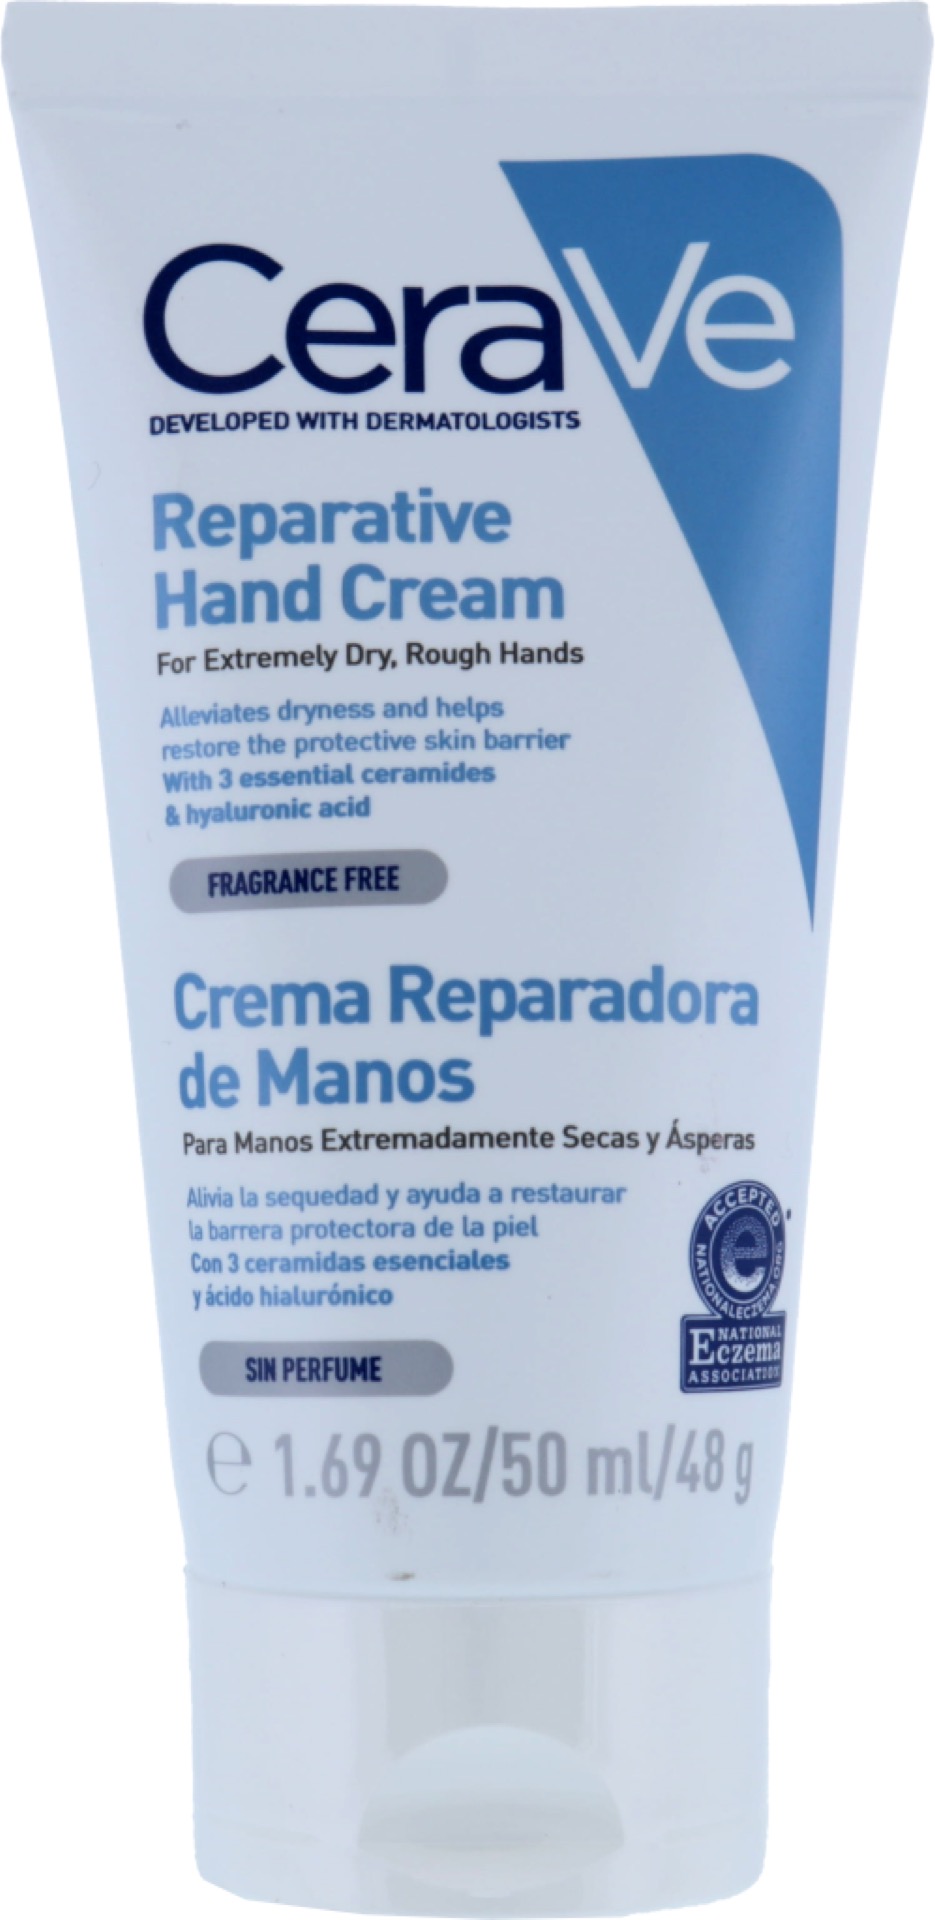 CeraVe
DEVELOPED WITH DERMATOLOGISTS
Reparative
Hand Cream
For Extremely Dry, Rough Hands
Alleviates dryness and helps
restore the protective skin barrier
With 3 essential ceramides
& hyaluronic acid
FRAGRANCE FREE
Crema Reparadora
de Manos
Para Manos Extremadamente Secas y Ásperas
Alivia la sequedad y ayuda a restaurar
la barrera protectora de la piel
Con 3 ceramidas esenciales
y ácido hialurónico
SIN PERFUME
ACCEPTED
NATIONALECZEMA.ORG
NATIONAL
Eczema
ASSOCIATION
℮ 1.69 OZ/50 ml/48 g